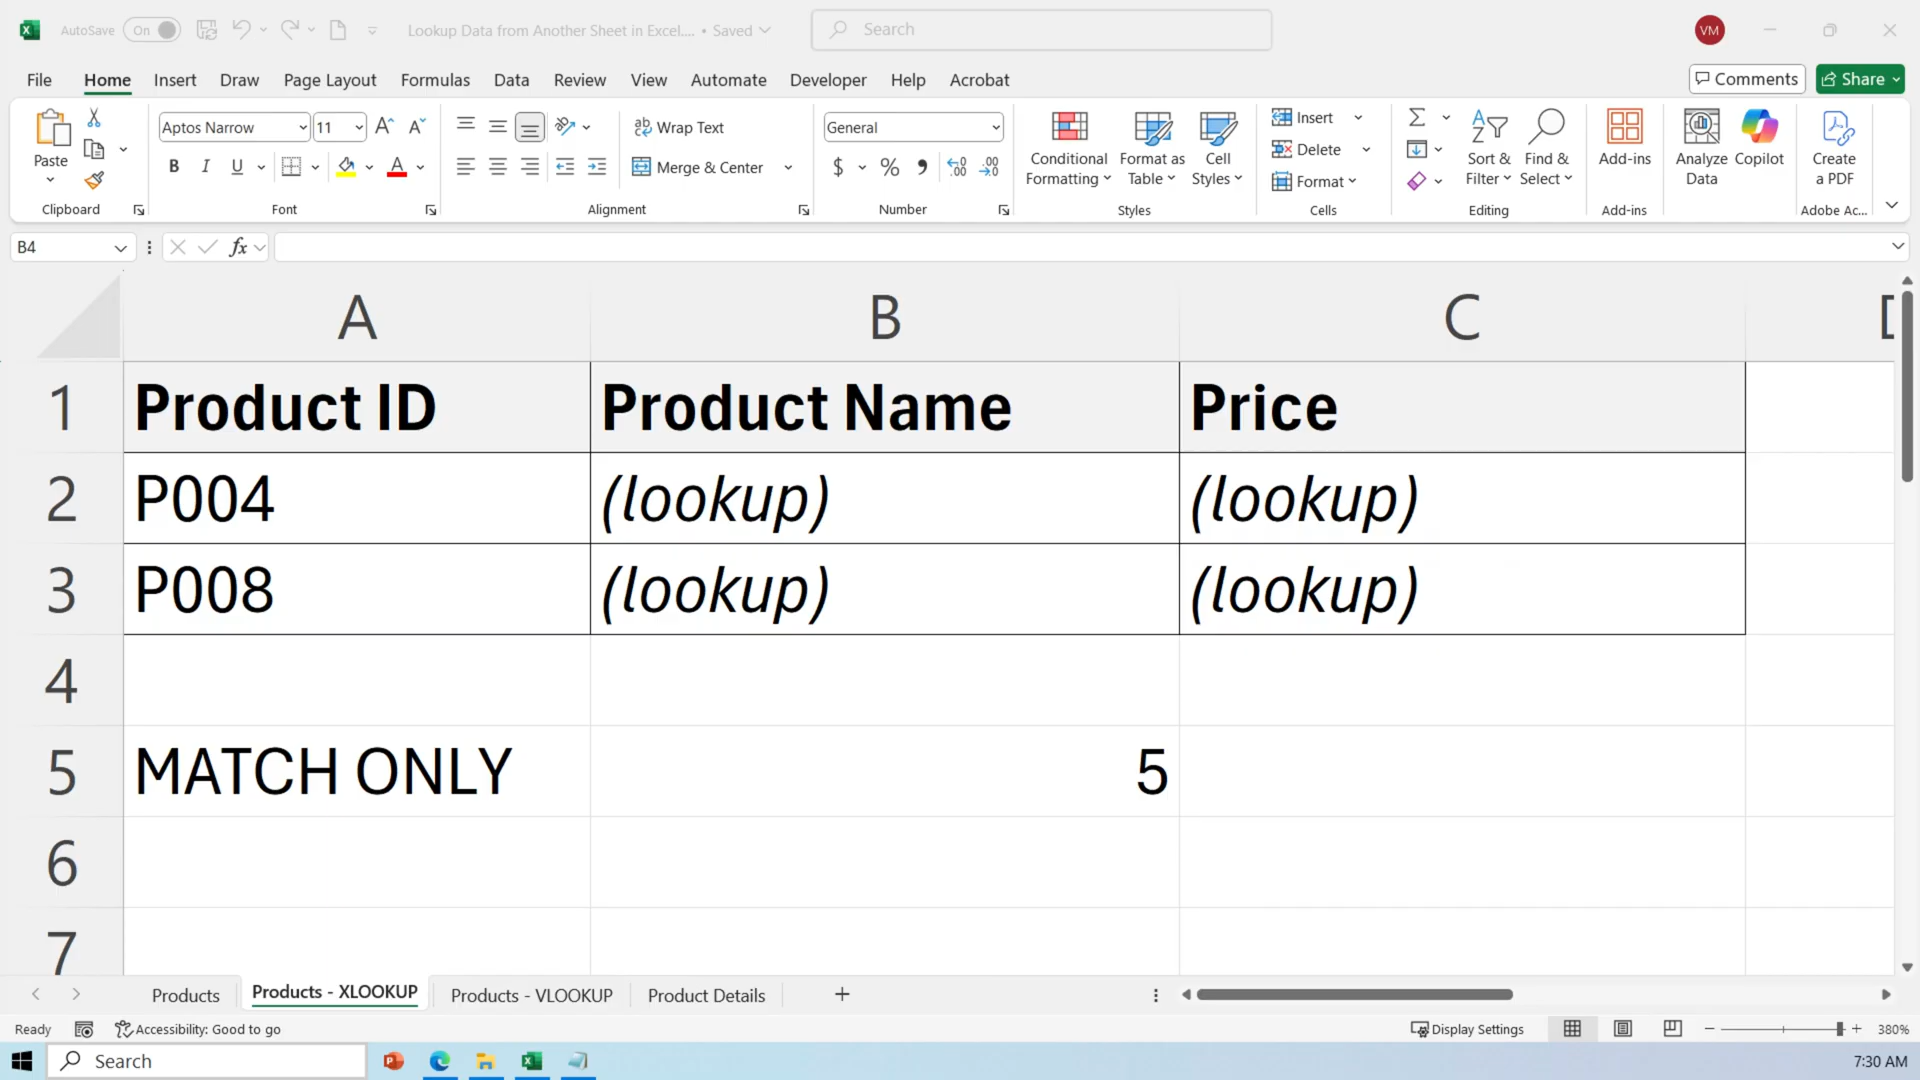 AutoSave On Lookup Data from Another Sheet in Excel.... • Saved Search VM
File Home Insert Draw Page Layout Formulas Data Review View Automate Developer Help Acrobat Comments Share
Paste Aptos Narrow 11 A A Wrap Text General Conditional Formatting Format as Table Cell Styles Insert Sort & Filter Find & Select Add-ins Analyze Data Copilot Create a PDF
B I U A Merge & Center $ % Delete
Format
Clipboard Font Alignment Number Styles Cells Editing Add-ins Adobe Ac...
B4 fx
A B C D
1 Product ID Product Name Price
2 P004 (lookup) (lookup)
3 P008 (lookup) (lookup)
4
5 MATCH ONLY 5
6
7
Products Products - XLOOKUP Products - VLOOKUP Product Details
Ready Accessibility: Good to go Display Settings 380%
Search 7:30 AM